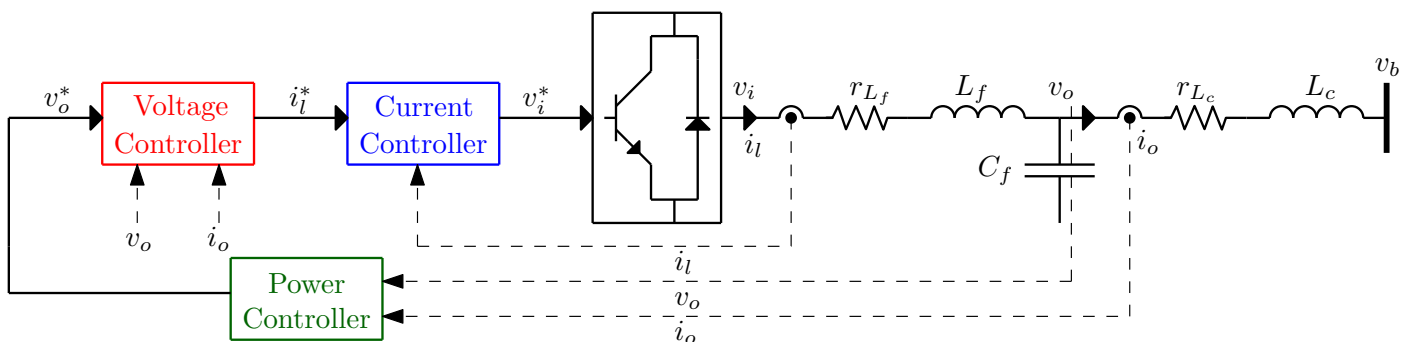 v_o^*
Voltage
Controller
i_l^*
Current
Controller
v_i^*
v_i
i_l
r_{L_f}
L_f
v_o
C_f
i_o
r_{L_c}
L_c
v_b
v_o
i_o
i_l
Power
Controller
v_o
i_o